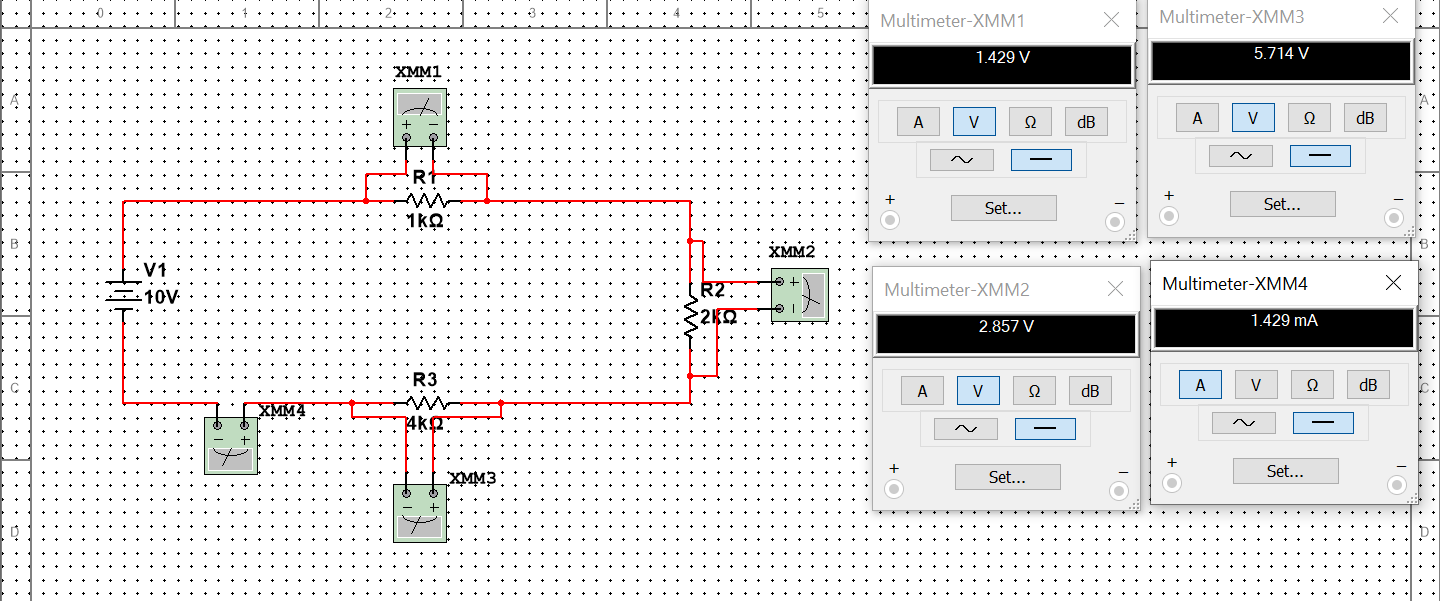 0 1 2 3 4 5
A
B
C
D
XMM1
+ −
R1
1kΩ
V1
10V
XMM2
+
−
R2
2kΩ
R3
4kΩ
XMM4
− +
XMM3
− +
Multimeter-XMM1
1.429 V
A V Ω dB
+ −
Set...
Multimeter-XMM3
5.714 V
A V Ω dB
+ −
Set...
Multimeter-XMM2
2.857 V
A V Ω dB
+ −
Set...
Multimeter-XMM4
1.429 mA
A V Ω dB
+ −
Set...
A
B
C
D